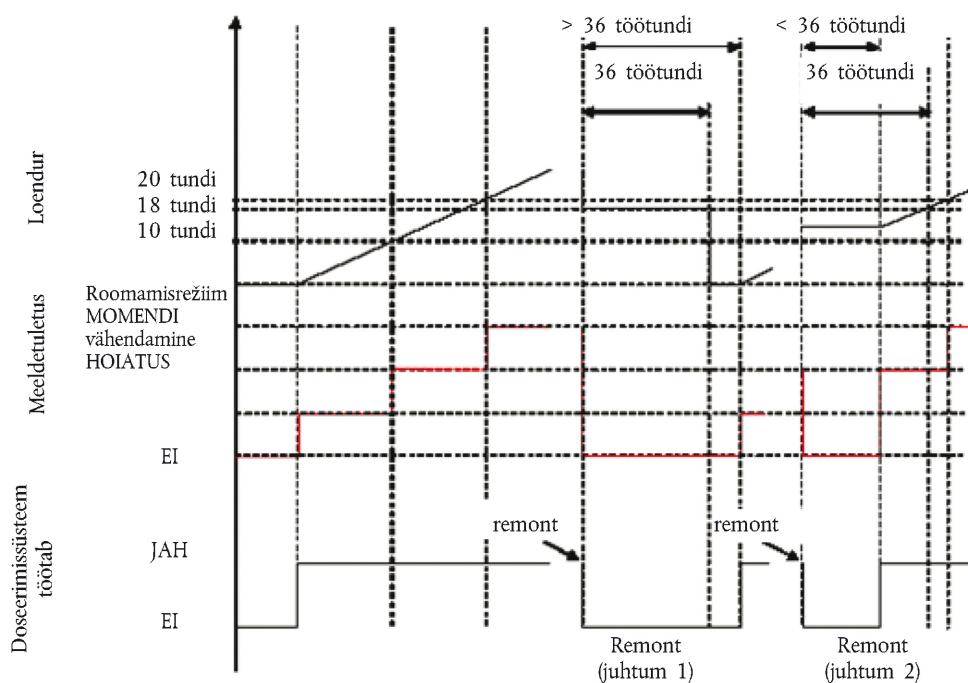 > 36 töötundi
< 36 töötundi
36 töötundi
36 töötundi
Loendur
20 tundi
18 tundi
10 tundi
Meeldetuletus
Roomamisrežiim
MOMENDI
vähendamine
HOIATUS
EI
Doseerimissüsteem
töötab
JAH
EI
remont
remont
Remont
(juhtum 1)
Remont
(juhtum 2)